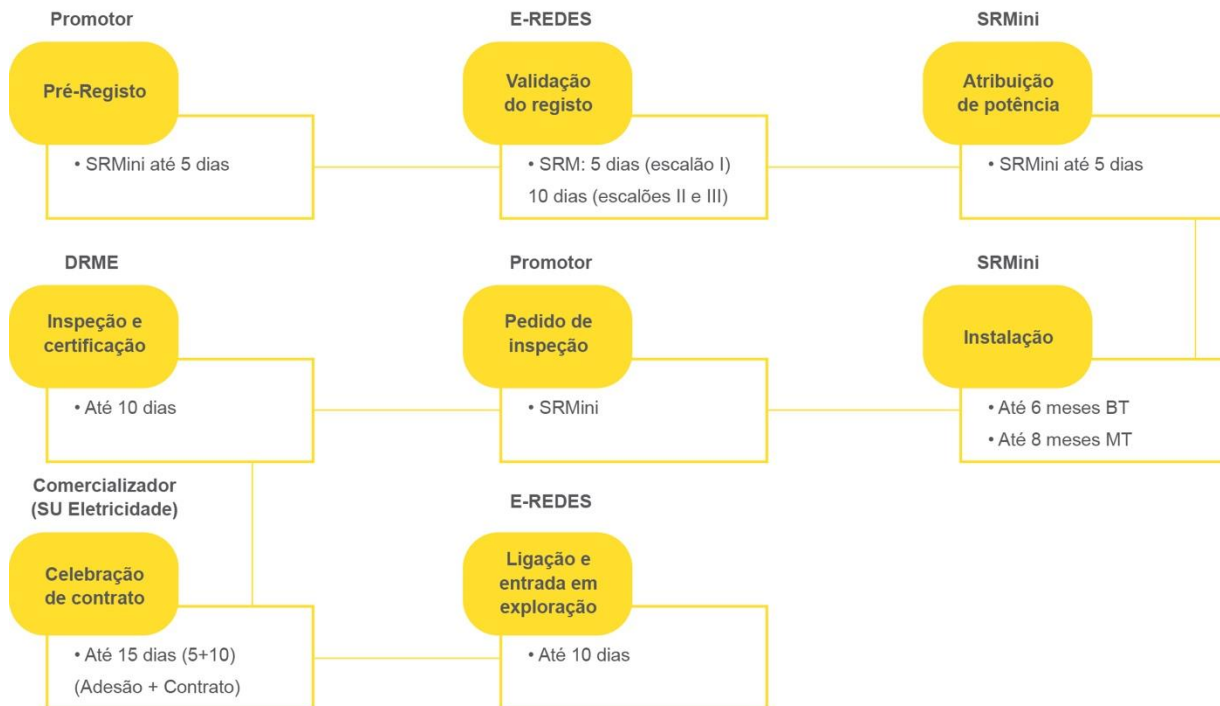 Promotor
Pré-Registo
• SRMini até 5 dias
E-REDES
Validação
do registo
• SRM: 5 dias (escalão I)
10 dias (escalões II e III)
SRMini
Atribuição
de potência
• SRMini até 5 dias
DRME
Inspeção e
certificação
• Até 10 dias
Promotor
Pedido de
inspeção
• SRMini
SRMini
Instalação
• Até 6 meses BT
• Até 8 meses MT
Comercializador
(SU Eletricidade)
Celebração
de contrato
• Até 15 dias (5+10)
(Adesão + Contrato)
E-REDES
Ligação e
entrada em
exploração
• Até 10 dias